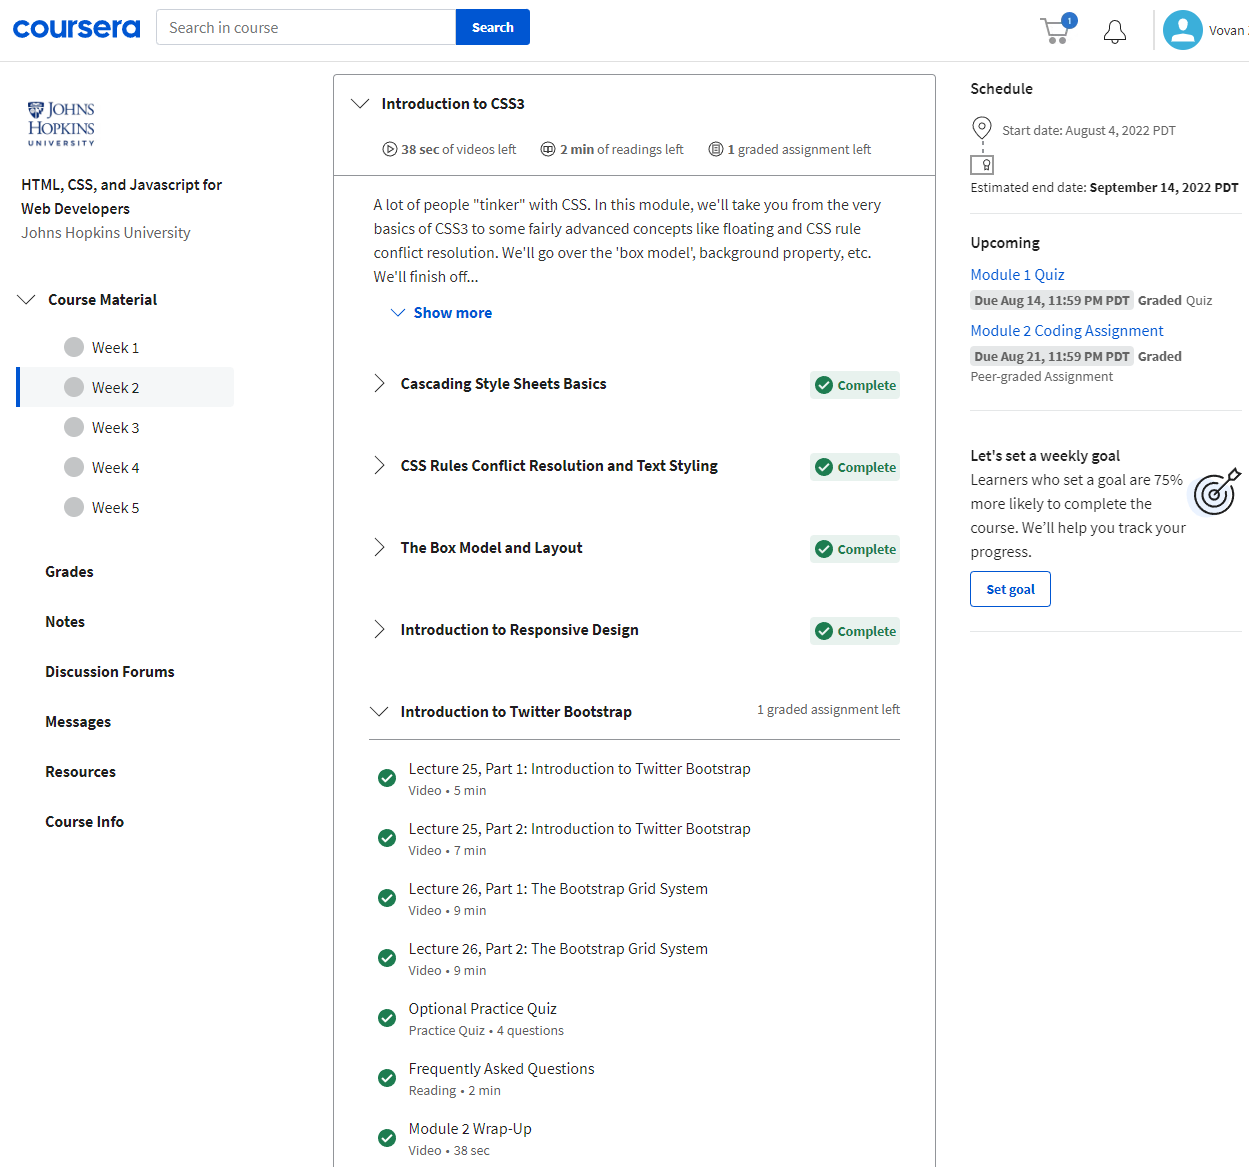 coursera
Search in course
Search
1
Vovan
JOHNS
HOPKINS
UNIVERSITY
HTML, CSS, and Javascript for
Web Developers
Johns Hopkins University
Course Material
Week 1
Week 2
Week 3
Week 4
Week 5
Grades
Notes
Discussion Forums
Messages
Resources
Course Info
Introduction to CSS3
38 sec of videos left
2 min of readings left
1 graded assignment left
A lot of people "tinker" with CSS. In this module, we'll take you from the very
basics of CSS3 to some fairly advanced concepts like floating and CSS rule
conflict resolution. We'll go over the 'box model', background property, etc.
We'll finish off...
Show more
Cascading Style Sheets Basics
Complete
CSS Rules Conflict Resolution and Text Styling
Complete
The Box Model and Layout
Complete
Introduction to Responsive Design
Complete
Introduction to Twitter Bootstrap
1 graded assignment left
Lecture 25, Part 1: Introduction to Twitter Bootstrap
Video • 5 min
Lecture 25, Part 2: Introduction to Twitter Bootstrap
Video • 7 min
Lecture 26, Part 1: The Bootstrap Grid System
Video • 9 min
Lecture 26, Part 2: The Bootstrap Grid System
Video • 9 min
Optional Practice Quiz
Practice Quiz • 4 questions
Frequently Asked Questions
Reading • 2 min
Module 2 Wrap-Up
Video • 38 sec
Schedule
Start date: August 4, 2022 PDT
Estimated end date: September 14, 2022 PDT
Upcoming
Module 1 Quiz
Due Aug 14, 11:59 PM PDT Graded Quiz
Module 2 Coding Assignment
Due Aug 21, 11:59 PM PDT Graded
Peer-graded Assignment
Let's set a weekly goal
Learners who set a goal are 75%
more likely to complete the
course. We’ll help you track your
progress.
Set goal